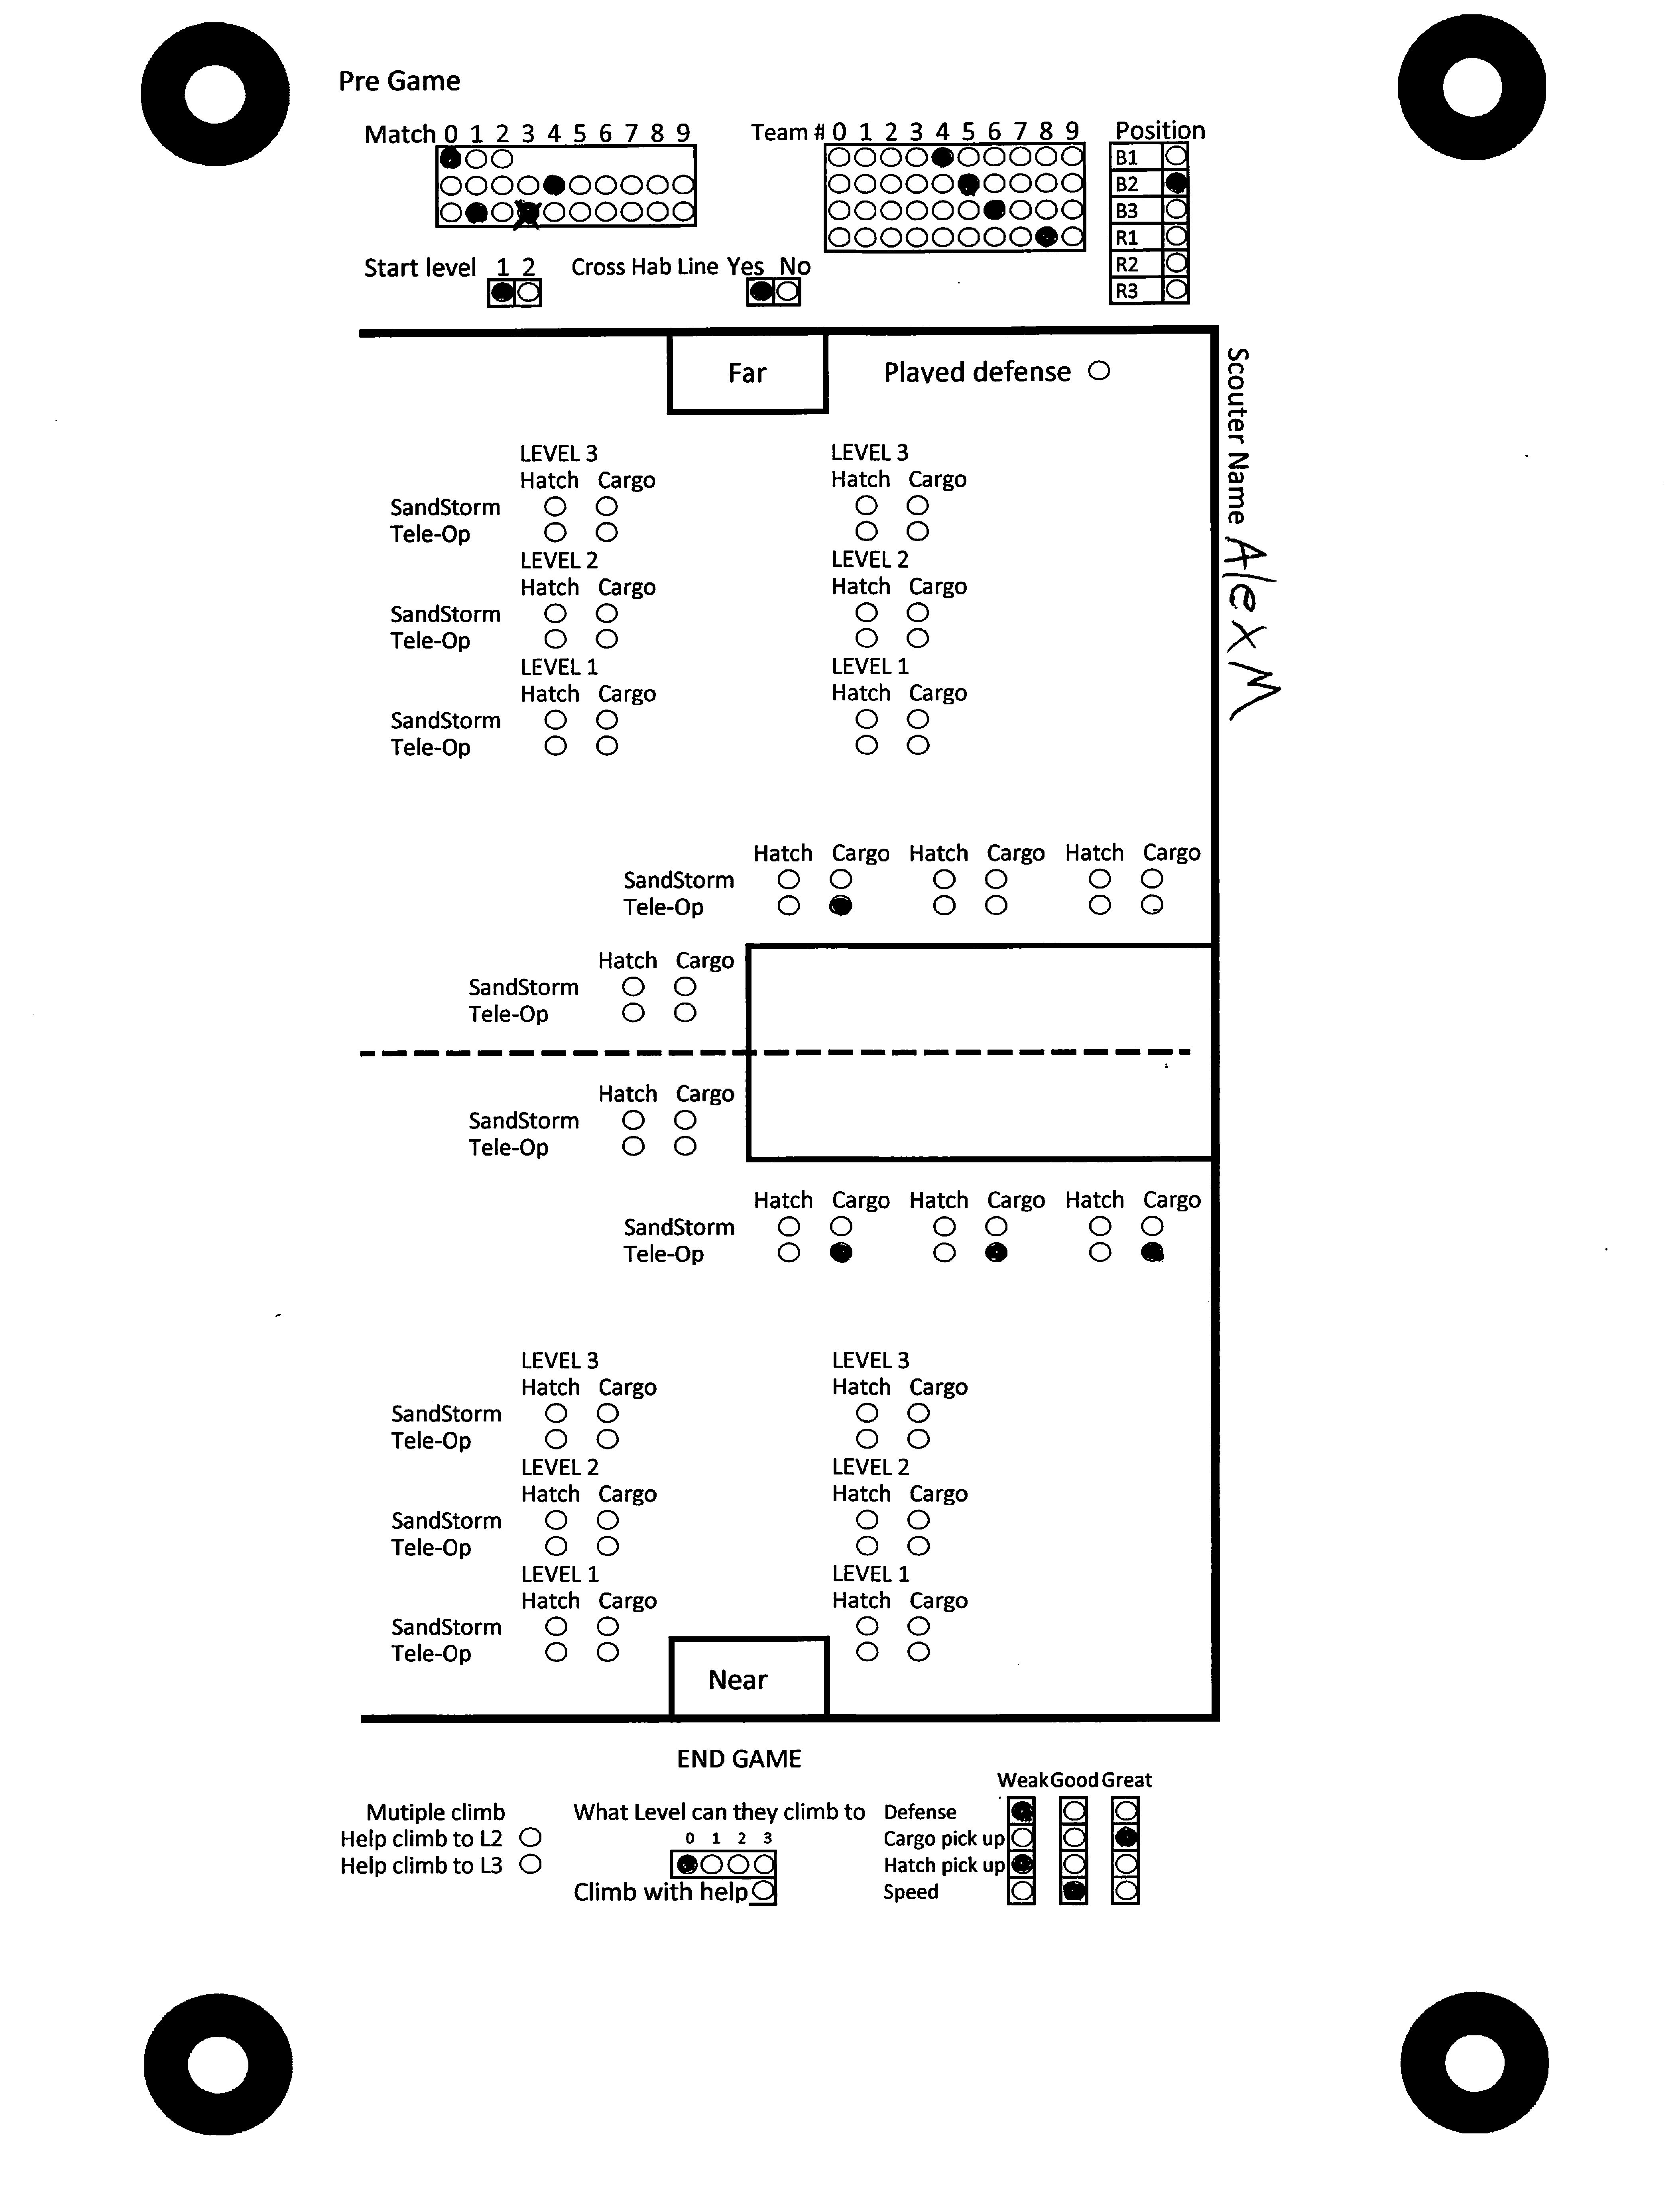 Pre Game
Match 0 1 2 3 4 5 6 7 8 9
Team # 0 1 2 3 4 5 6 7 8 9
Position
B1
B2
B3
R1
R2
R3
Start level 1 2
Cross Hab Line Yes No
Far
Played defense
Scouter Name Alex M
LEVEL 3 LEVEL 3
Hatch Cargo Hatch Cargo
SandStorm
Tele-Op
LEVEL 2 LEVEL 2
Hatch Cargo Hatch Cargo
SandStorm
Tele-Op
LEVEL 1 LEVEL 1
Hatch Cargo Hatch Cargo
SandStorm
Tele-Op
Hatch Cargo Hatch Cargo Hatch Cargo
SandStorm
Tele-Op
Hatch Cargo
SandStorm
Tele-Op
Hatch Cargo
SandStorm
Tele-Op
Hatch Cargo Hatch Cargo Hatch Cargo
SandStorm
Tele-Op
LEVEL 3 LEVEL 3
Hatch Cargo Hatch Cargo
SandStorm
Tele-Op
LEVEL 2 LEVEL 2
Hatch Cargo Hatch Cargo
SandStorm
Tele-Op
LEVEL 1 LEVEL 1
Hatch Cargo Hatch Cargo
SandStorm
Tele-Op
Near
END GAME
Mutiple climb
Help climb to L2
Help climb to L3
What Level can they climb to
0 1 2 3
Climb with help
Weak Good Great
Defense
Cargo pick up
Hatch pick up
Speed